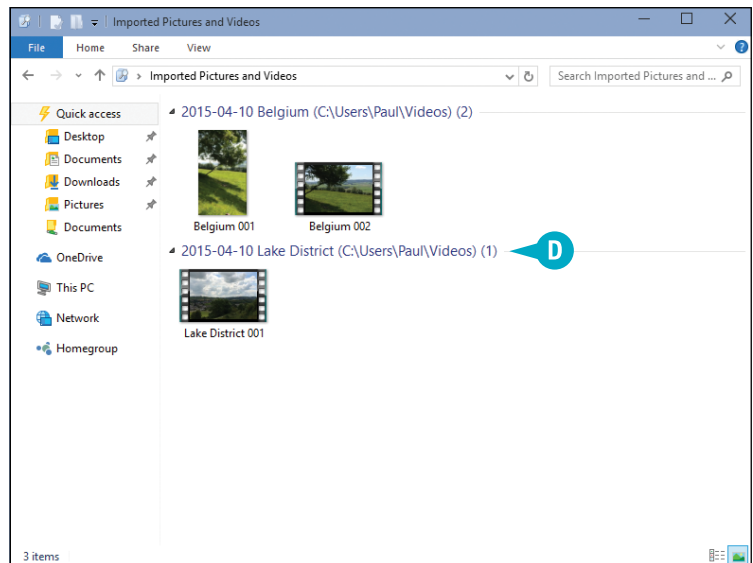 Imported Pictures and Videos
File Home Share View
Imported Pictures and Videos
Search Imported Pictures and ...
Quick access
Desktop
Documents
Downloads
Pictures
Documents
OneDrive
This PC
Network
Homegroup
2015-04-10 Belgium (C:\Users\Paul\Videos) (2)
Belgium 001
Belgium 002
2015-04-10 Lake District (C:\Users\Paul\Videos) (1)
D
Lake District 001
3 items